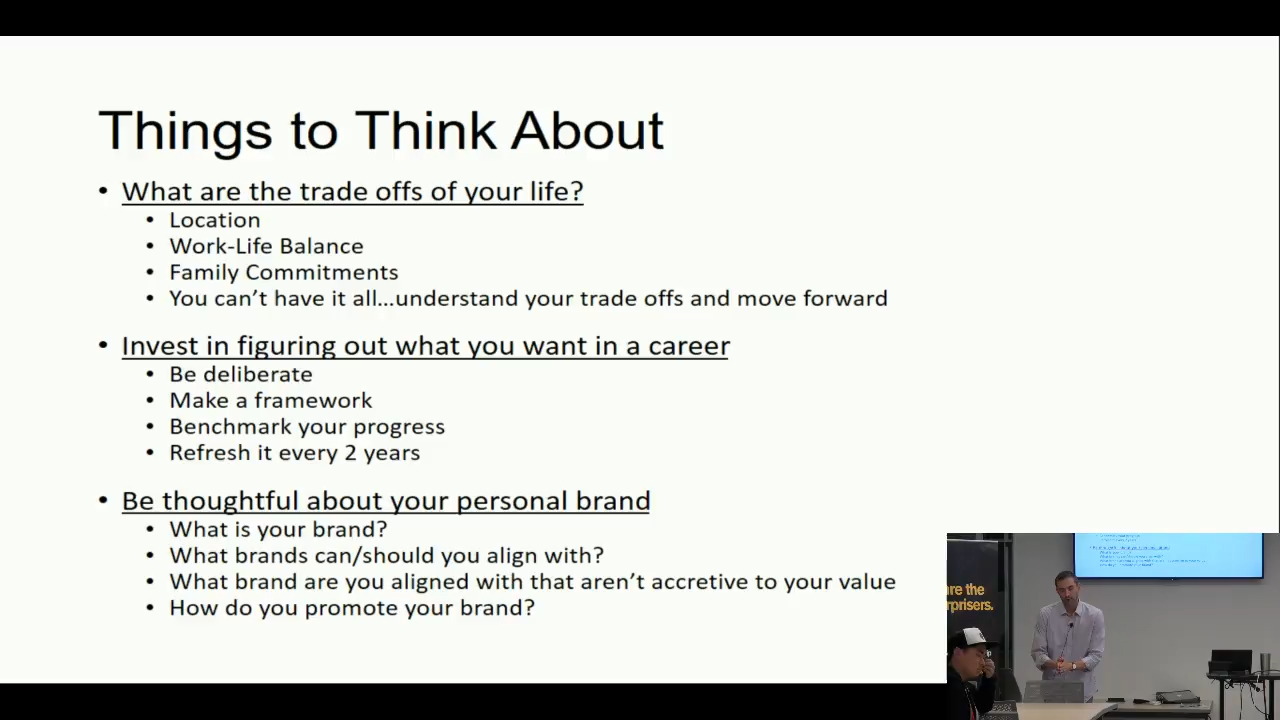 Things to Think About
• What are the trade offs of your life?
• Location
• Work-Life Balance
• Family Commitments
• You can't have it all...understand your trade offs and move forward
• Invest in figuring out what you want in a career
• Be deliberate
• Make a framework
• Benchmark your progress
• Refresh it every 2 years
• Be thoughtful about your personal brand
• What is your brand?
• What brands can/should you align with?
• What brand are you aligned with that aren't accretive to your value
• How do you promote your brand?
the